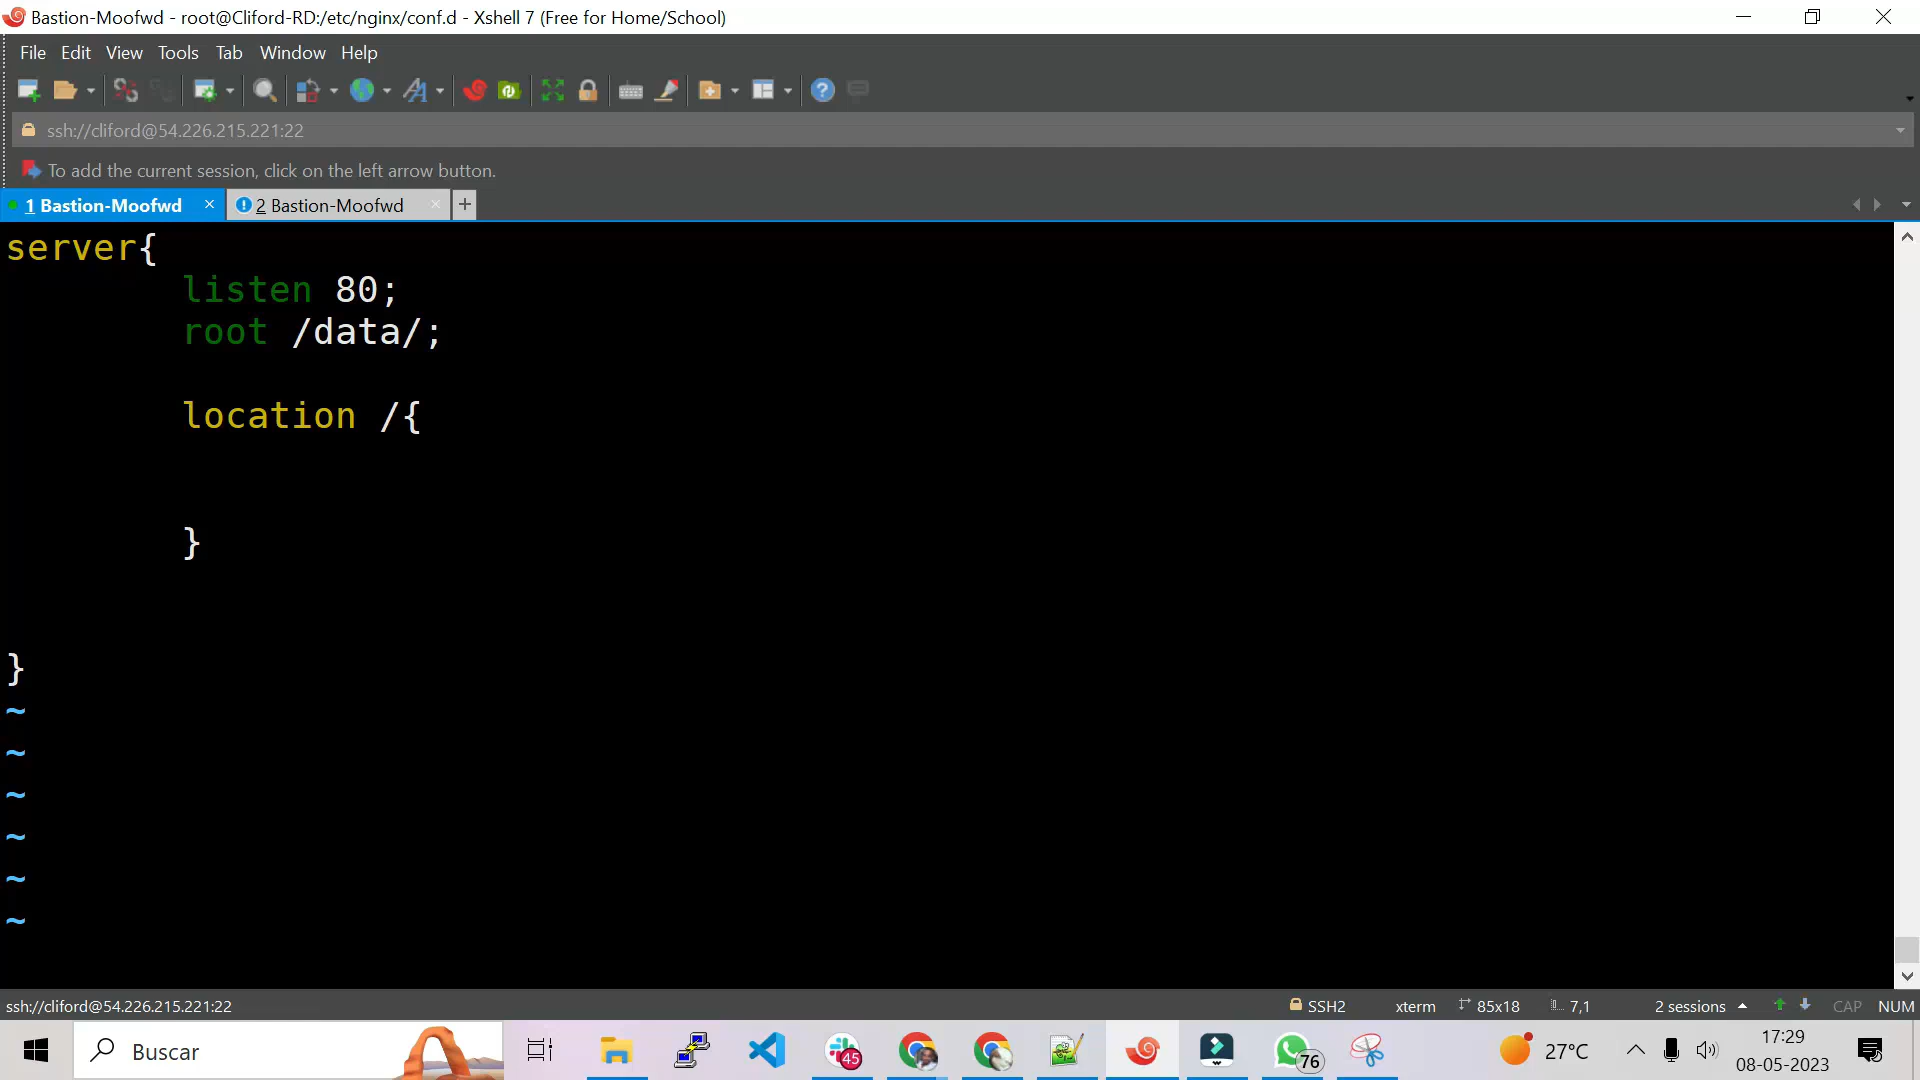 Bastion-Moofwd - root@Cliford-RD:/etc/nginx/conf.d - Xshell 7 (Free for Home/School)
File Edit View Tools Tab Window Help
ssh://cliford@54.226.215.221:22
To add the current session, click on the left arrow button.
1 Bastion-Moofwd × 2 Bastion-Moofwd × +
server{
listen 80;
root /data/;
location /{
}
}
~
~
~
~
~
~
ssh://cliford@54.226.215.221:22 SSH2 xterm 85x18 7,1 2 sessions CAP NUM
Buscar 45 76 27°C 17:29
08-05-2023